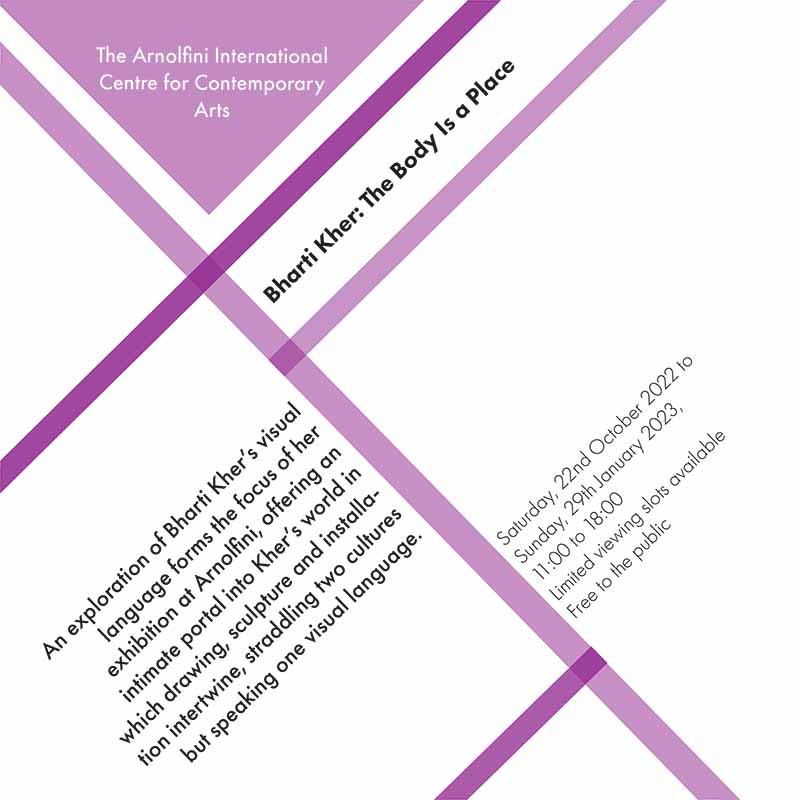 The Arnolfini International
Centre for Contemporary
Arts
Bharti Kher: The Body Is a Place
An exploration of Bharti Kher's visual
language forms the focus of her
exhibition at Arnolfini, offering an
intimate portal into Kher's world in
which drawing, sculpture and installa-
tion intertwine, straddling two cultures
but speaking one visual language.
Saturday, 22nd October 2022 to
Sunday, 29th January 2023,
11:00 to 18:00
Limited viewing slots available
Free to the public